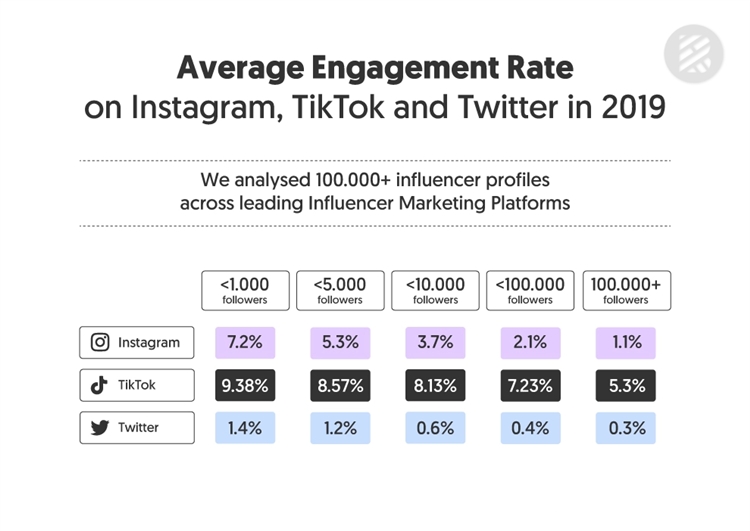 Average Engagement Rate
on Instagram, TikTok and Twitter in 2019
We analysed 100.000+ influencer profiles
across leading Influencer Marketing Platforms
<1.000 <5.000 <10.000 <100.000 100.000+
followers followers followers followers followers
Instagram 7.2% 5.3% 3.7% 2.1% 1.1%
TikTok 9.38% 8.57% 8.13% 7.23% 5.3%
Twitter 1.4% 1.2% 0.6% 0.4% 0.3%